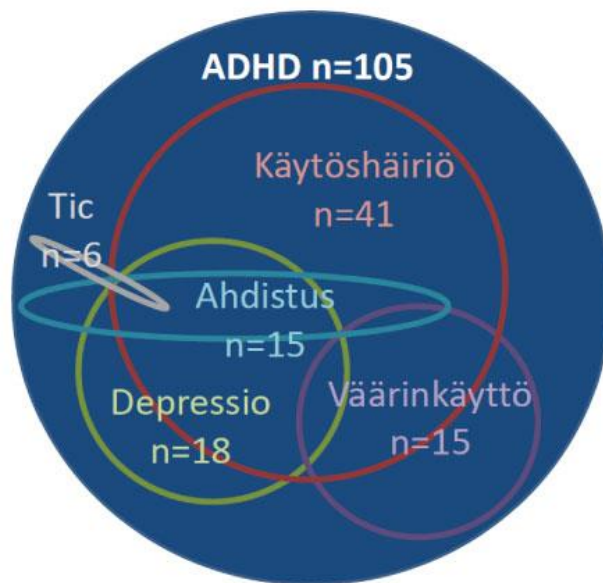 ADHD n=105
Käytöshäiriö
n=41
Tic
n=6
Ahdistus
n=15
Depressio
n=18
Väärinkäyttö
n=15